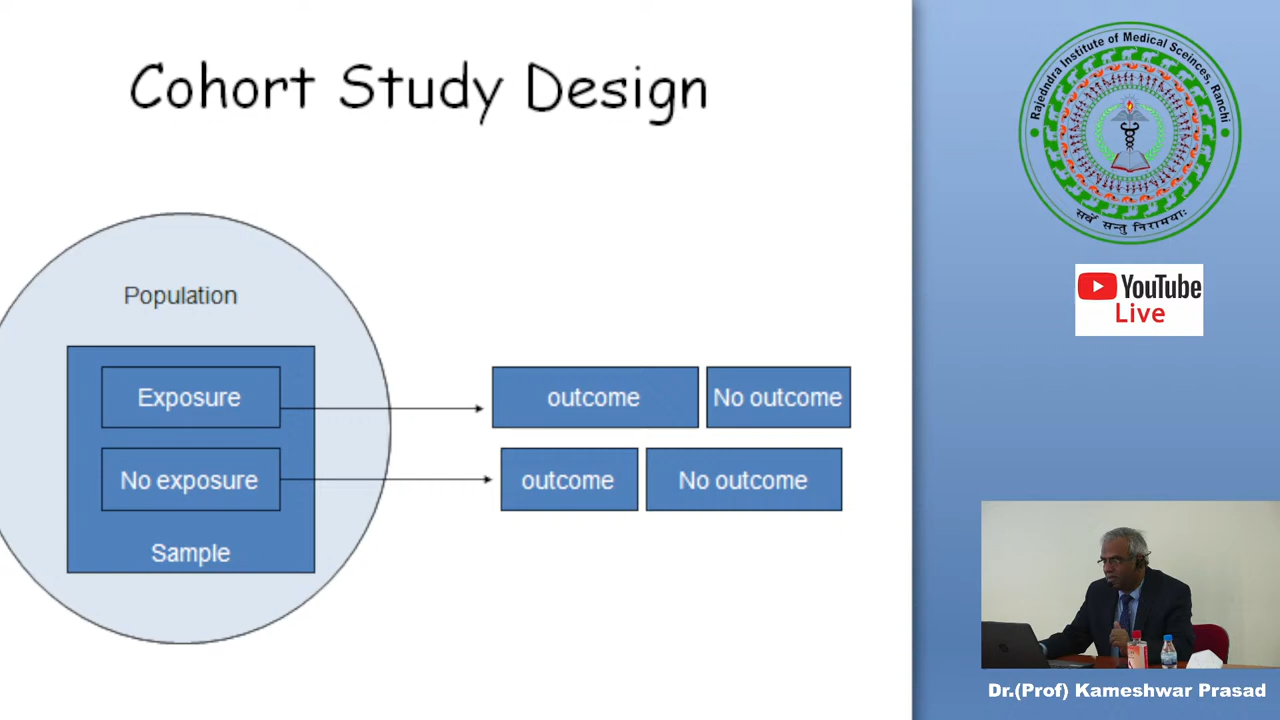 Cohort Study Design
Population
Exposure
outcome
No outcome
No exposure
outcome
No outcome
Sample
Rajedndra Institute of Medical Sceinces, Ranchi
सर्वे सन्तु निरामयाः
YouTube
Live
Dr.(Prof) Kameshwar Prasad